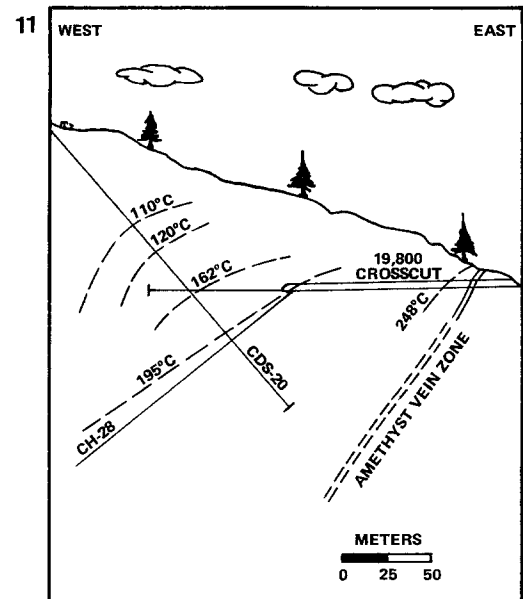 11
WEST
EAST
110°C
120°C
162°C
19,800
CROSSCUT
248°C
195°C
CDS-20
CH-28
AMETHYST VEIN ZONE
METERS
0 25 50